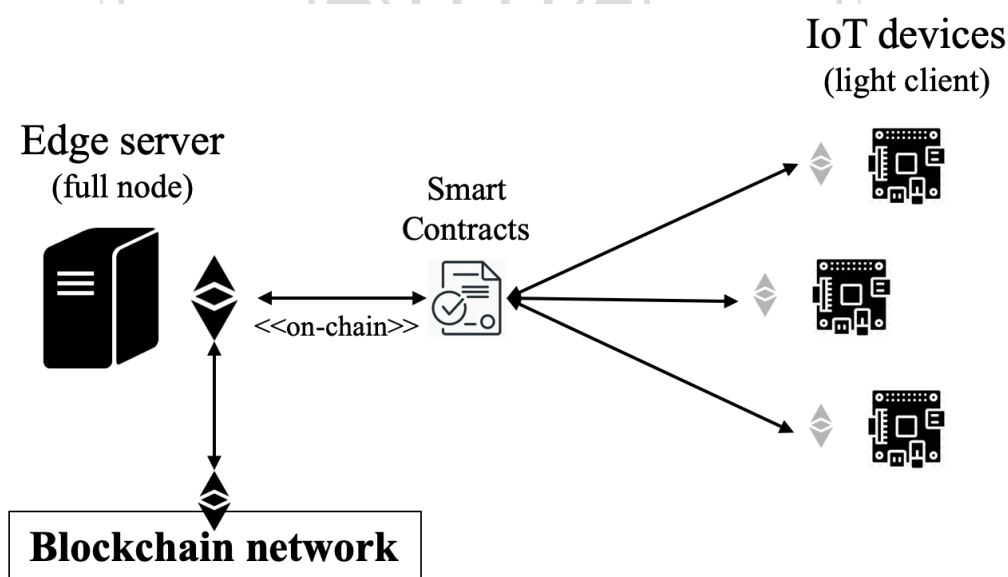 IoT devices
(light client)
Edge server
(full node)
Smart
Contracts
<<on-chain>>
Blockchain network